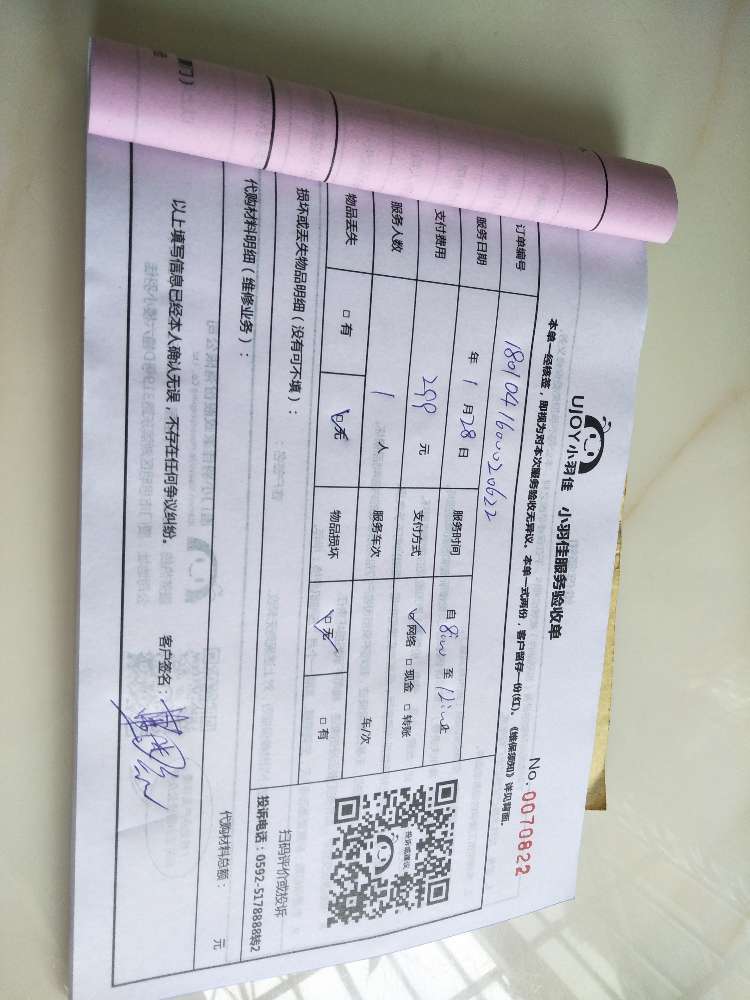 UJOY小羽佳 小羽佳服务验收单 No. 0070822
本单一经核签，即视为对本次服务验收无异议。本单一式两份，客户留存一份(红)。《维保须知》详见背面。
订单编号 1801041600020622
服务日期 年 1 月 28 日 服务时间 自 8:00 至 12:00
支付费用 299 元 支付方式 网络 现金 转账
服务人数 1 人 服务车次 车/次
物品丢失 有 无 物品损坏 无 有
投诉或建议
扫码评价或投诉
投诉电话：0592-5178888转2
损坏或丢失物品明细（没有可不填）：
代购材料明细（维修业务）：
代购材料总额： 元
以上填写信息已经本人确认无误，不存在任何争议纠纷。 客户签名：